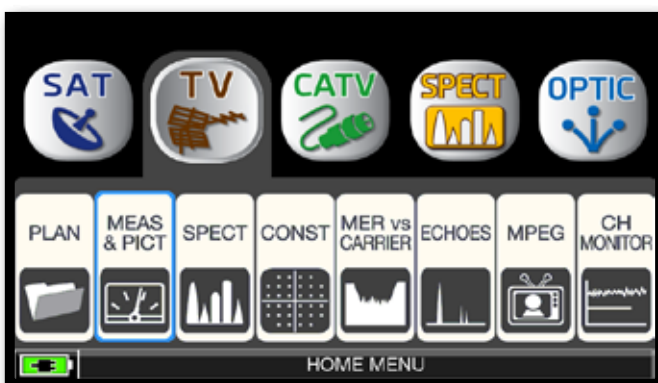 SAT TV CATV SPECT OPTIC
PLAN
MEAS
& PICT
SPECT
CONST
MER vs
CARRIER
ECHOES
MPEG
CH
MONITOR
HOME MENU